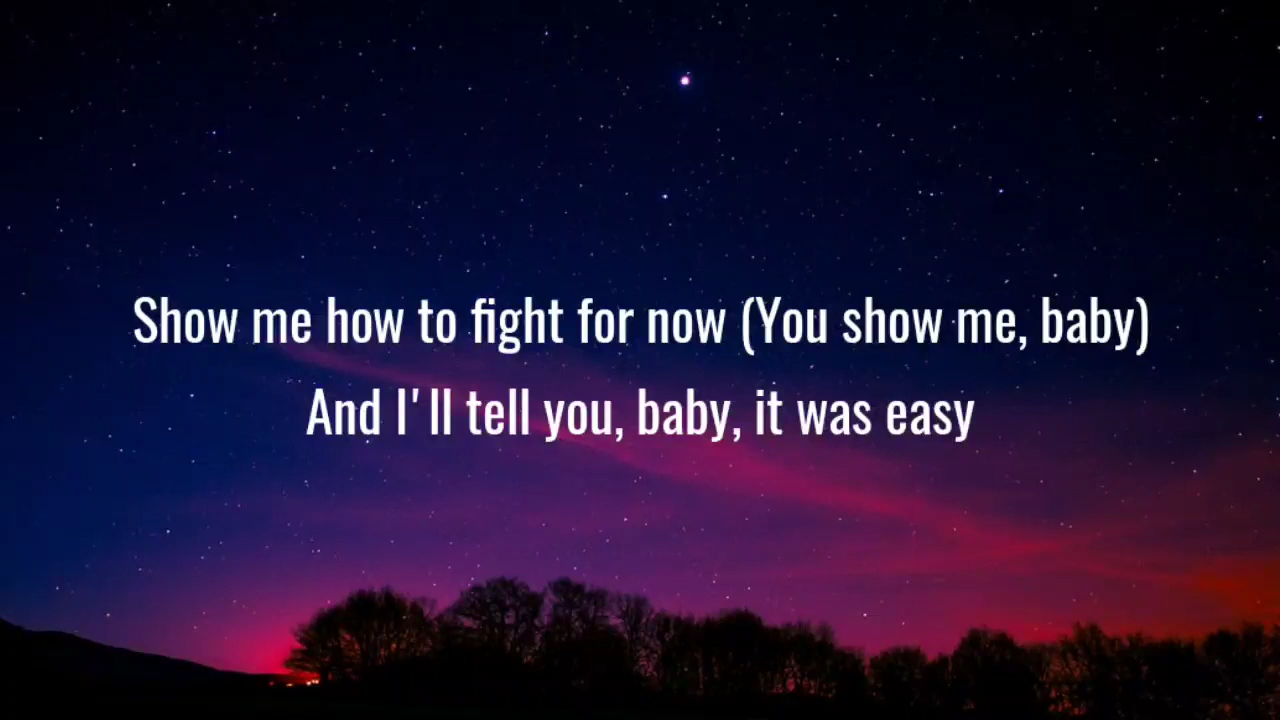 Show me how to fight for now (You show me, baby)
And I'll tell you, baby, it was easy